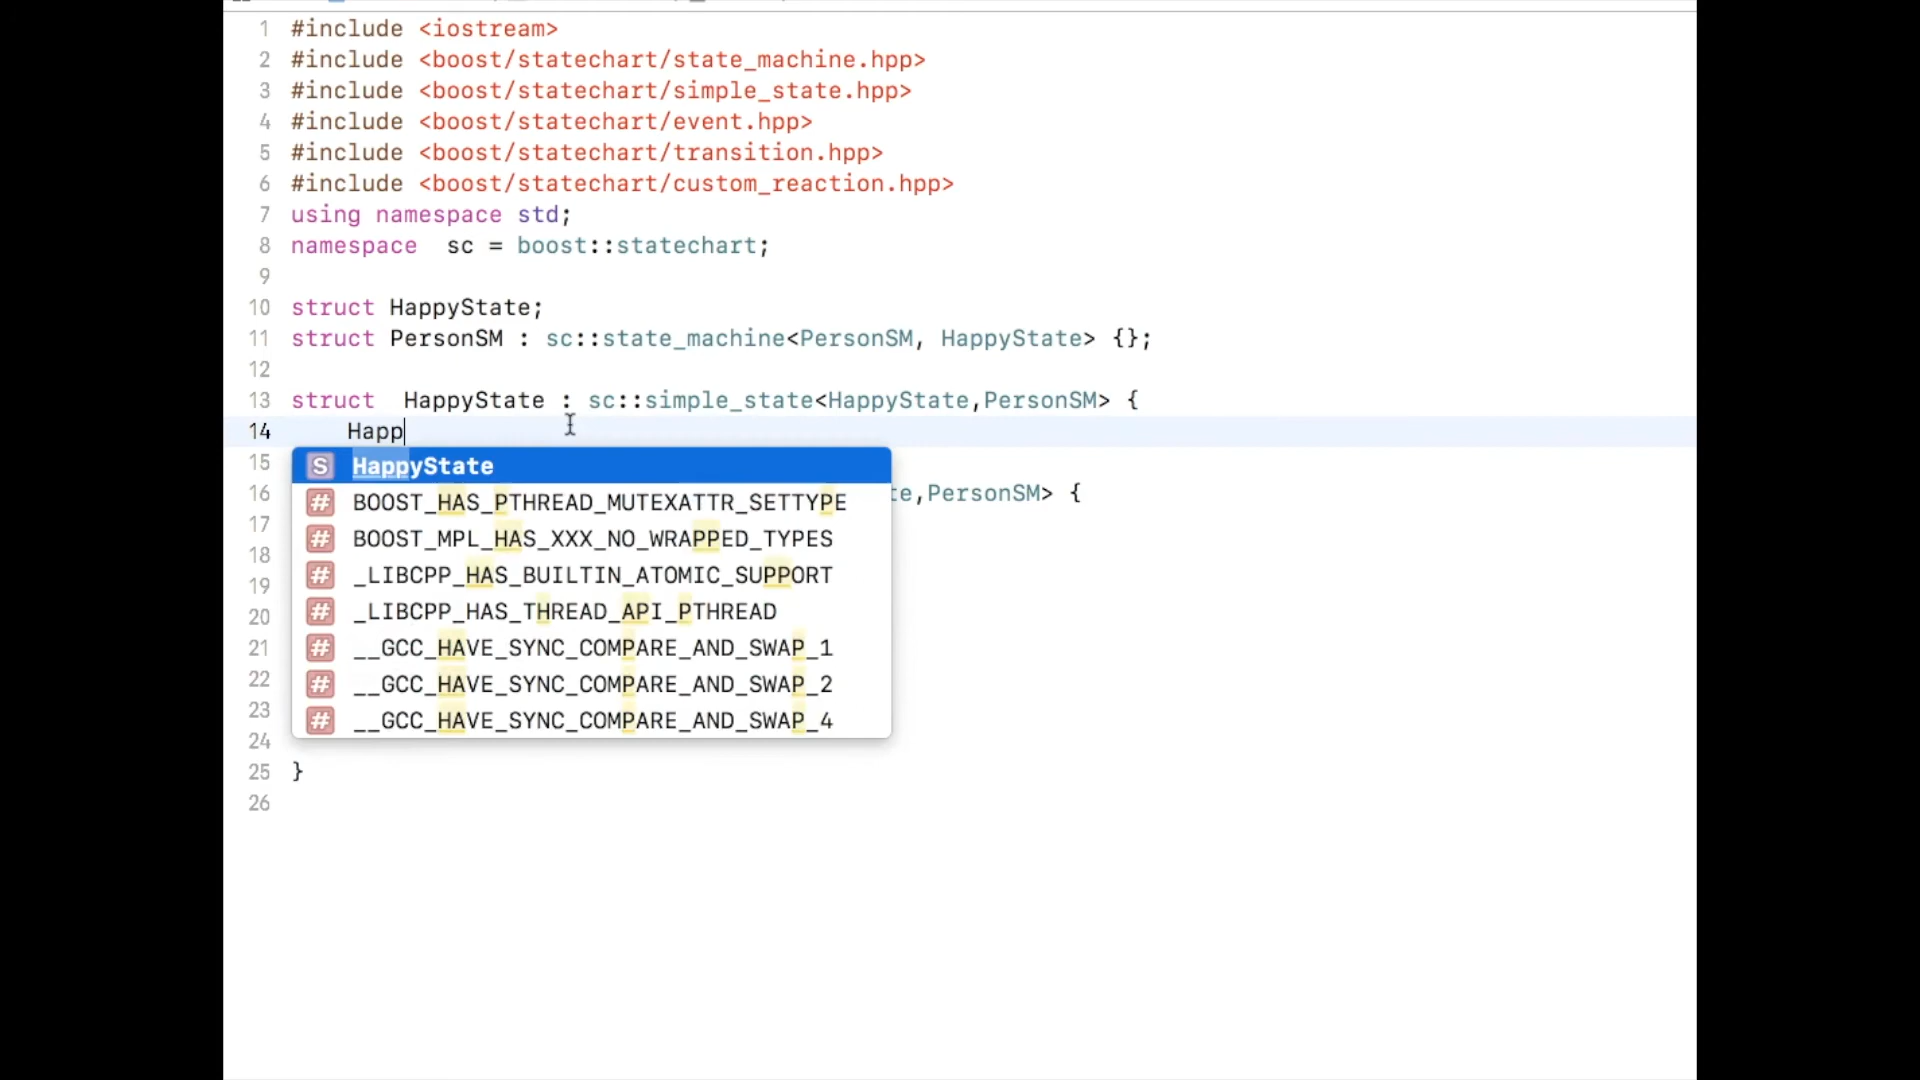 1 #include <iostream>
2 #include <boost/statechart/state_machine.hpp>
3 #include <boost/statechart/simple_state.hpp>
4 #include <boost/statechart/event.hpp>
5 #include <boost/statechart/transition.hpp>
6 #include <boost/statechart/custom_reaction.hpp>
7 using namespace std;
8 namespace  sc = boost::statechart;
9
10 struct HappyState;
11 struct PersonSM : sc::state_machine<PersonSM, HappyState> {};
12
13 struct  HappyState : sc::simple_state<HappyState,PersonSM> {
14     Happ
15 S HappyState
16 te,PersonSM> {
# BOOST_HAS_PTHREAD_MUTEXATTR_SETTYPE
17
# BOOST_MPL_HAS_XXX_NO_WRAPPED_TYPES
18
# _LIBCPP_HAS_BUILTIN_ATOMIC_SUPPORT
19
# _LIBCPP_HAS_THREAD_API_PTHREAD
20
21
# __GCC_HAVE_SYNC_COMPARE_AND_SWAP_1
22
# __GCC_HAVE_SYNC_COMPARE_AND_SWAP_2
23
# __GCC_HAVE_SYNC_COMPARE_AND_SWAP_4
24
25 }
26